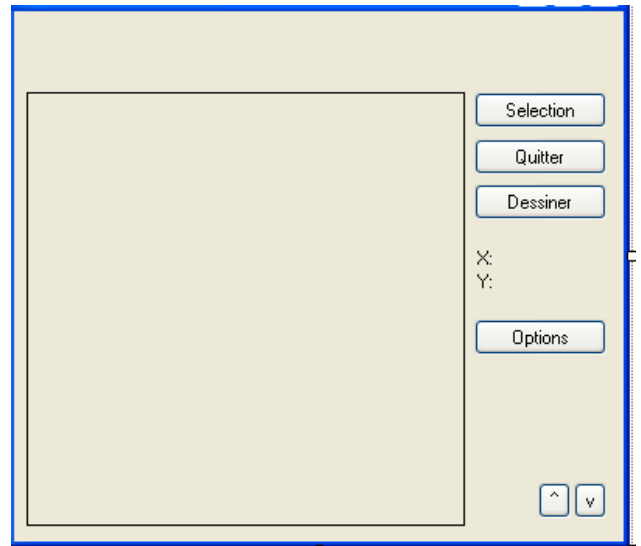 Selection
Quitter
Dessiner
X:
Y:
Options
^ v